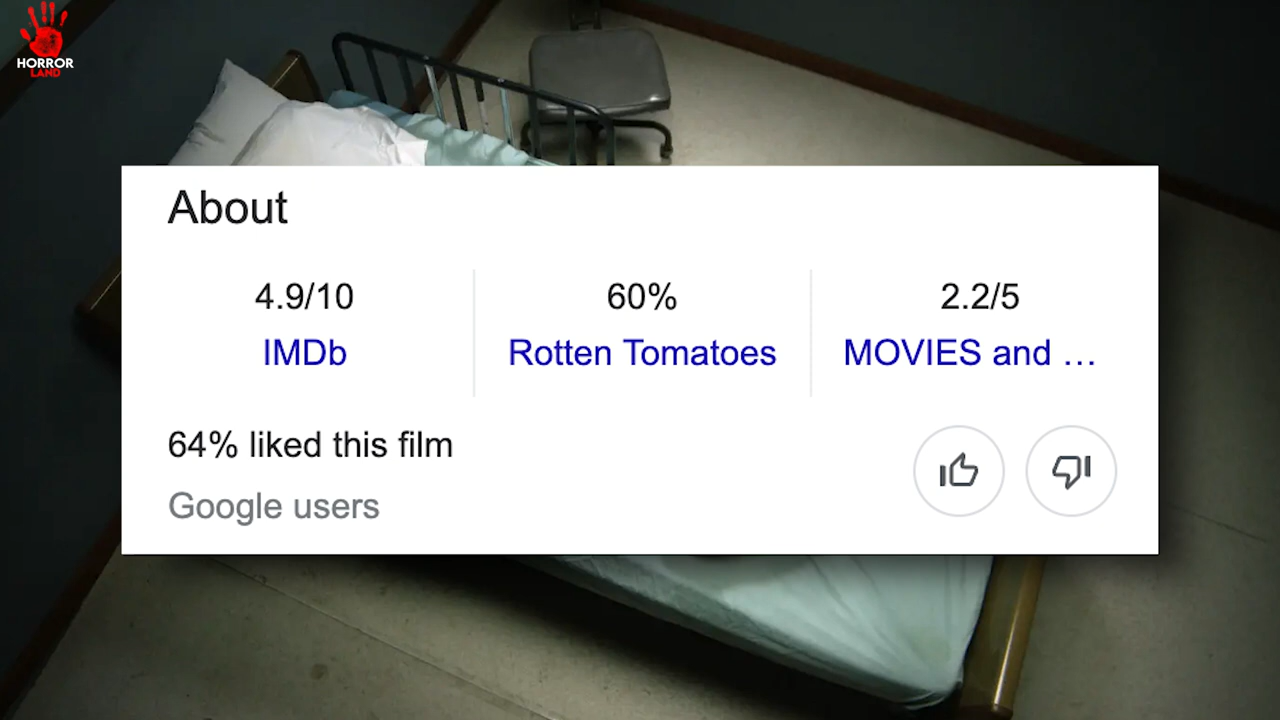 HORROR
LAND
About
4.9/10
IMDb
60%
Rotten Tomatoes
2.2/5
MOVIES and …
64% liked this film
Google users